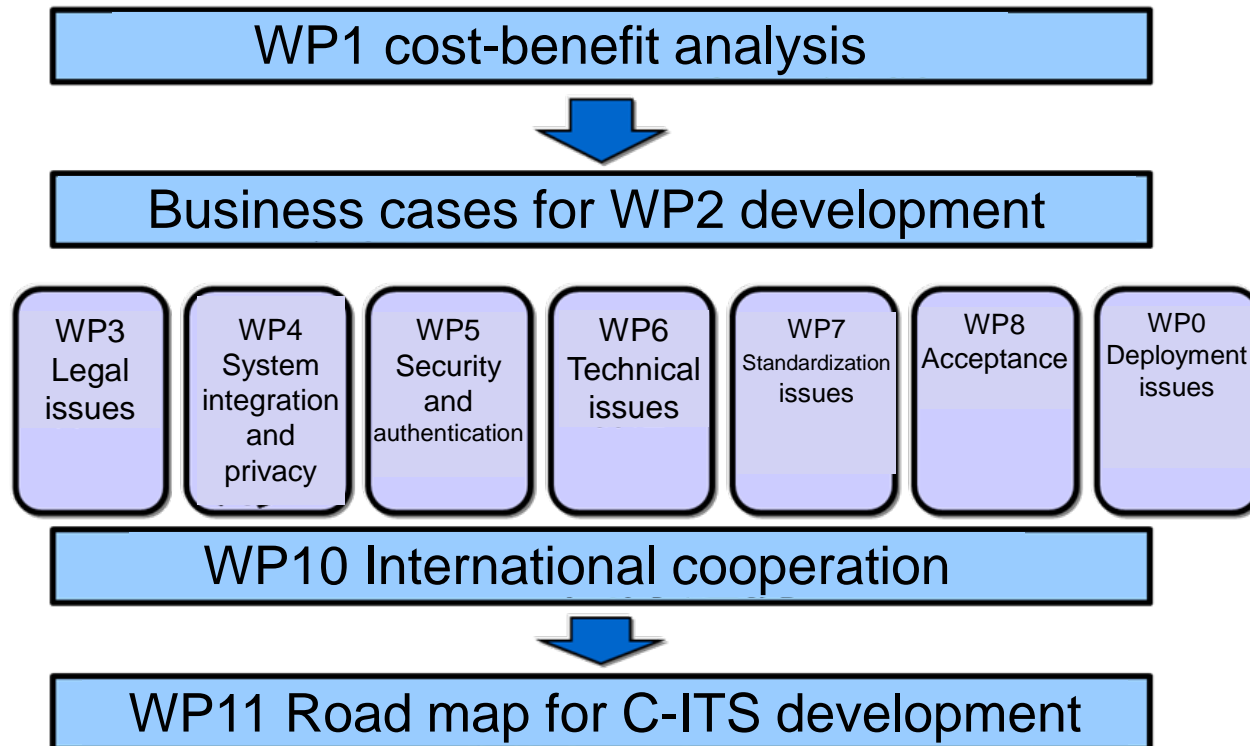 WP1 cost-benefit analysis
Business cases for WP2 development
WP3
Legal
issues
WP4
System
integration
and
privacy
WP5
Security
and
authentication
WP6
Technical
issues
WP7
Standardization
issues
WP8
Acceptance
WP0
Deployment
issues
WP10 International cooperation
WP11 Road map for C-ITS development